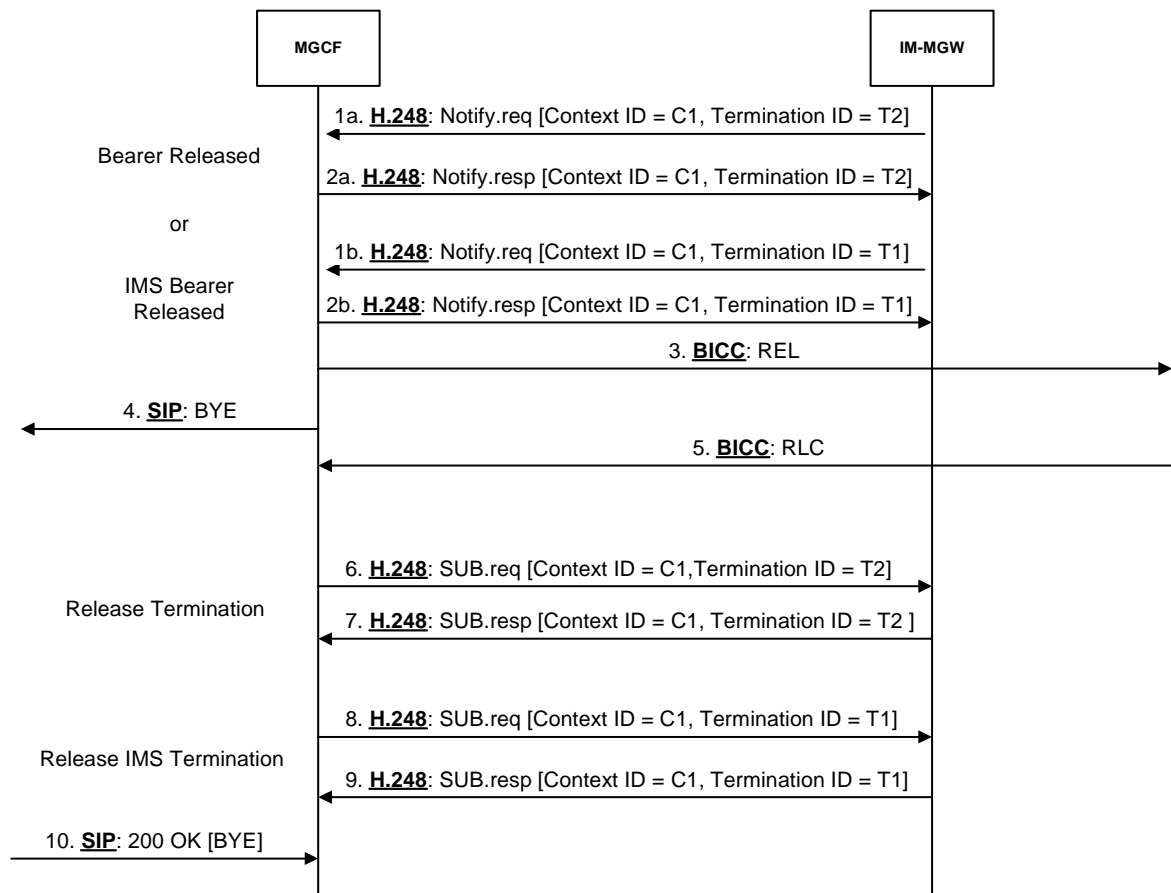 MGCF
IM-MGW
1a. H.248: Notify.req [Context ID = C1, Termination ID = T2]
Bearer Released
2a. H.248: Notify.resp [Context ID = C1, Termination ID = T2]
or
1b. H.248: Notify.req [Context ID = C1, Termination ID = T1]
IMS Bearer
Released
2b. H.248: Notify.resp [Context ID = C1, Termination ID = T1]
3. BICC: REL
4. SIP: BYE
5. BICC: RLC
6. H.248: SUB.req [Context ID = C1,Termination ID = T2]
Release Termination
7. H.248: SUB.resp [Context ID = C1, Termination ID = T2 ]
8. H.248: SUB.req [Context ID = C1, Termination ID = T1]
Release IMS Termination
9. H.248: SUB.resp [Context ID = C1, Termination ID = T1]
10. SIP: 200 OK [BYE]